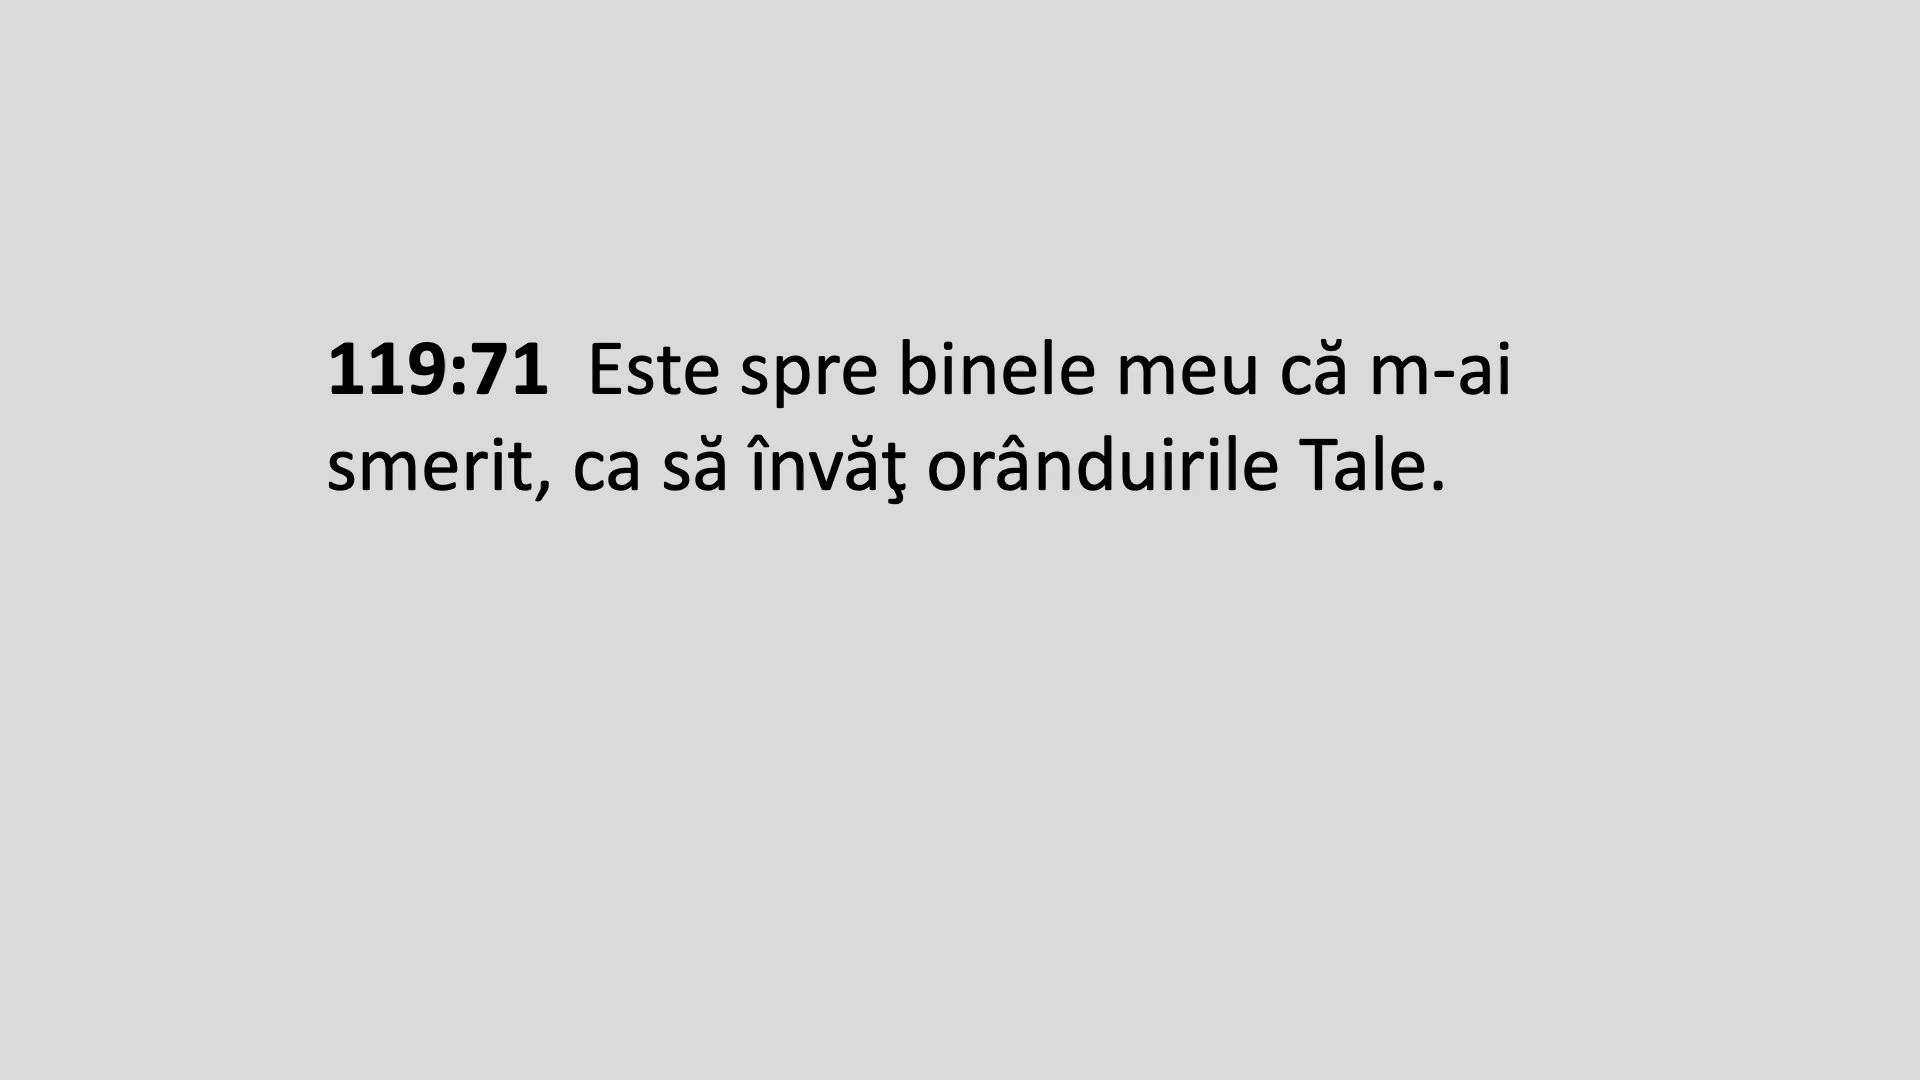 119:71  Este spre binele meu că m-ai
smerit, ca să învăţ orânduirile Tale.